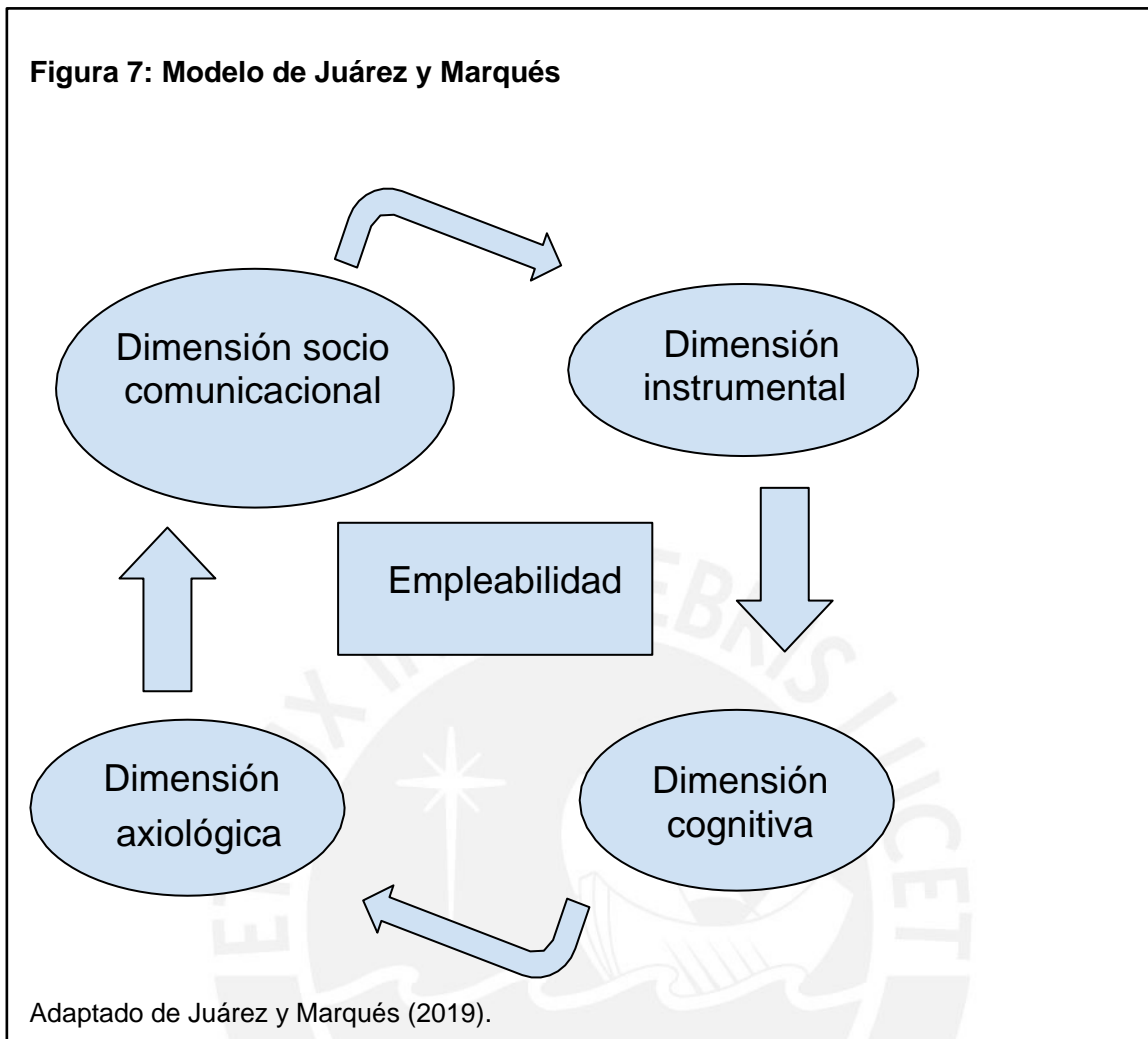 Figura 7: Modelo de Juárez y Marqués
Dimensión socio
comunicacional
Dimensión
instrumental
Empleabilidad
Dimensión
axiológica
Dimensión
cognitiva
Adaptado de Juárez y Marqués (2019).